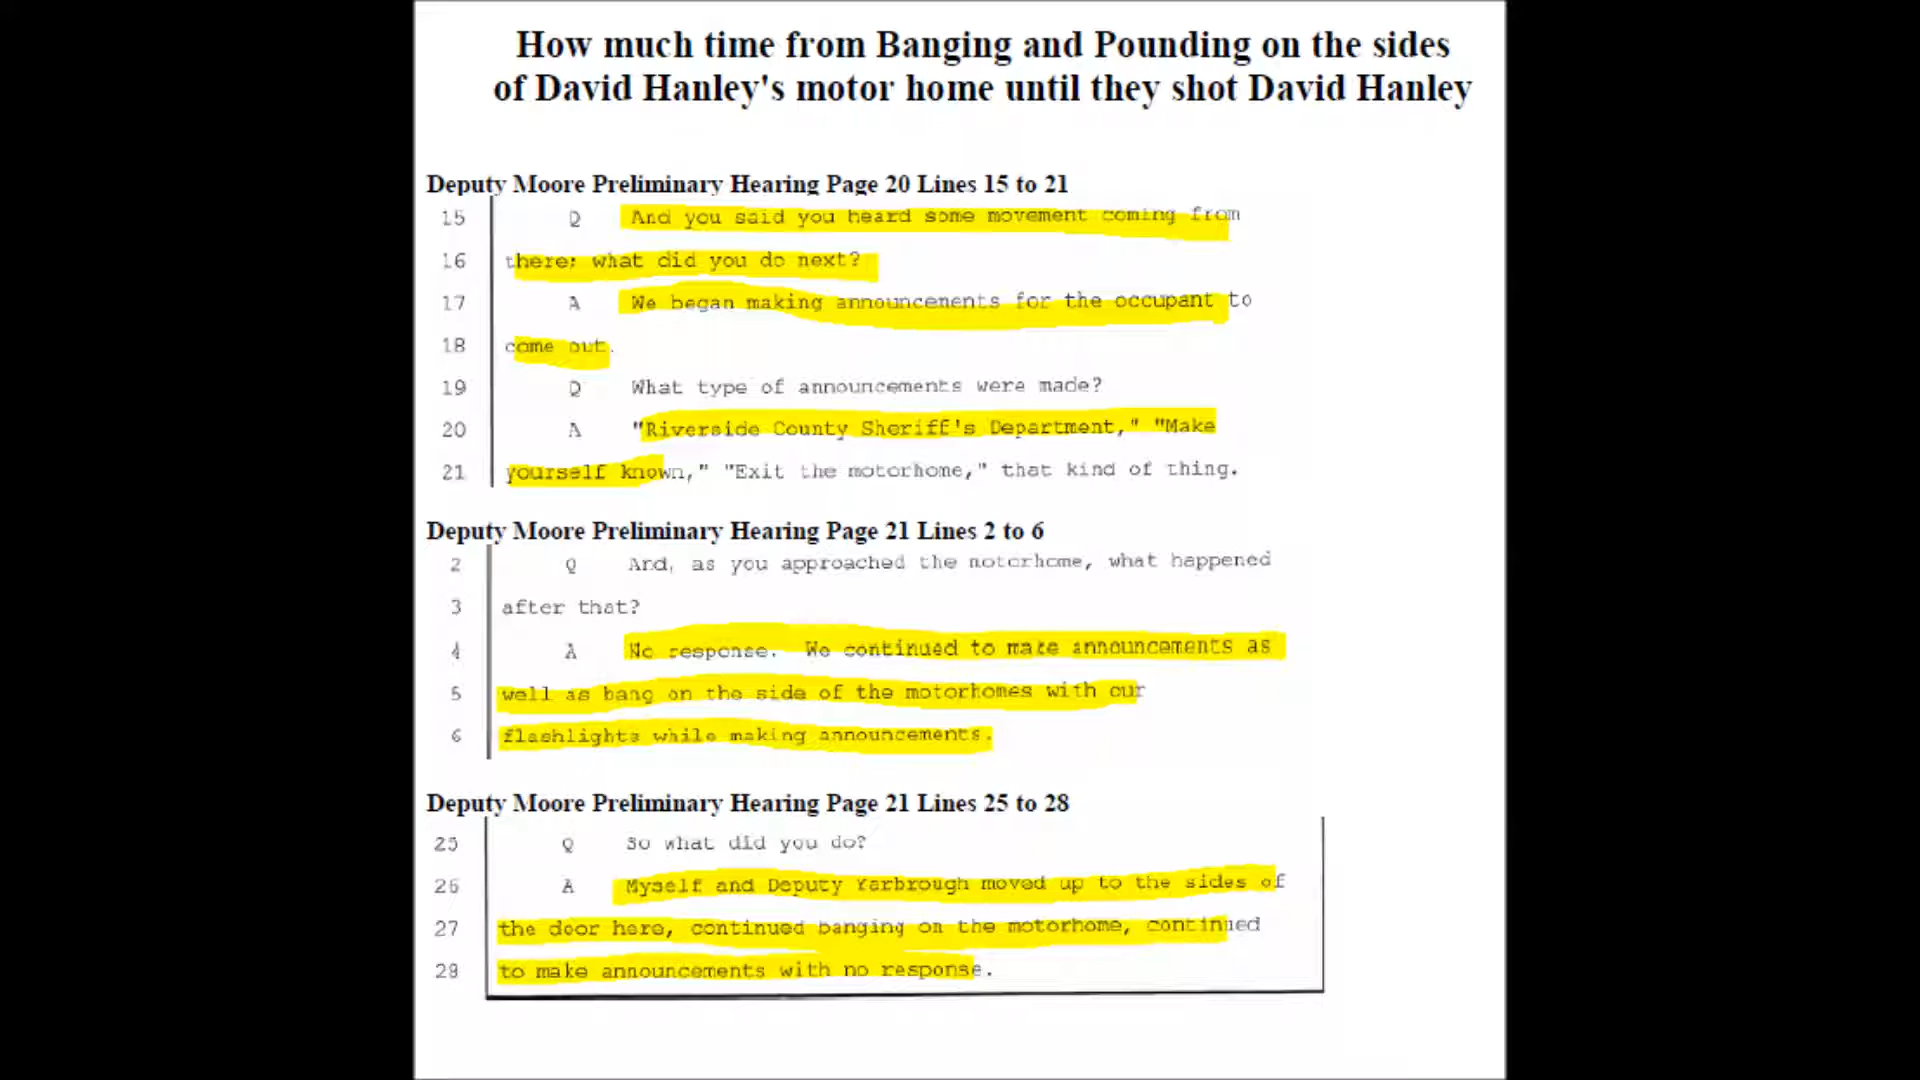 How much time from Banging and Pounding on the sides
of David Hanley's motor home until they shot David Hanley
Deputy Moore Preliminary Hearing Page 20 Lines 15 to 21
15 Q And you said you heard some movement coming from
16 there; what did you do next?
17 A We began making announcements for the occupant to
18 come out.
19 Q What type of announcements were made?
20 A "Riverside County Sheriff's Department," "Make
21 yourself known," "Exit the motorhome," that kind of thing.
Deputy Moore Preliminary Hearing Page 21 Lines 2 to 6
2 Q And, as you approached the motorhome, what happened
3 after that?
4 A No response. We continued to make announcements as
5 well as bang on the side of the motorhomes with our
6 flashlights while making announcements.
Deputy Moore Preliminary Hearing Page 21 Lines 25 to 28
25 Q So what did you do?
26 A Myself and Deputy Yarbrough moved up to the sides of
27 the door here, continued banging on the motorhome, continued
28 to make announcements with no response.